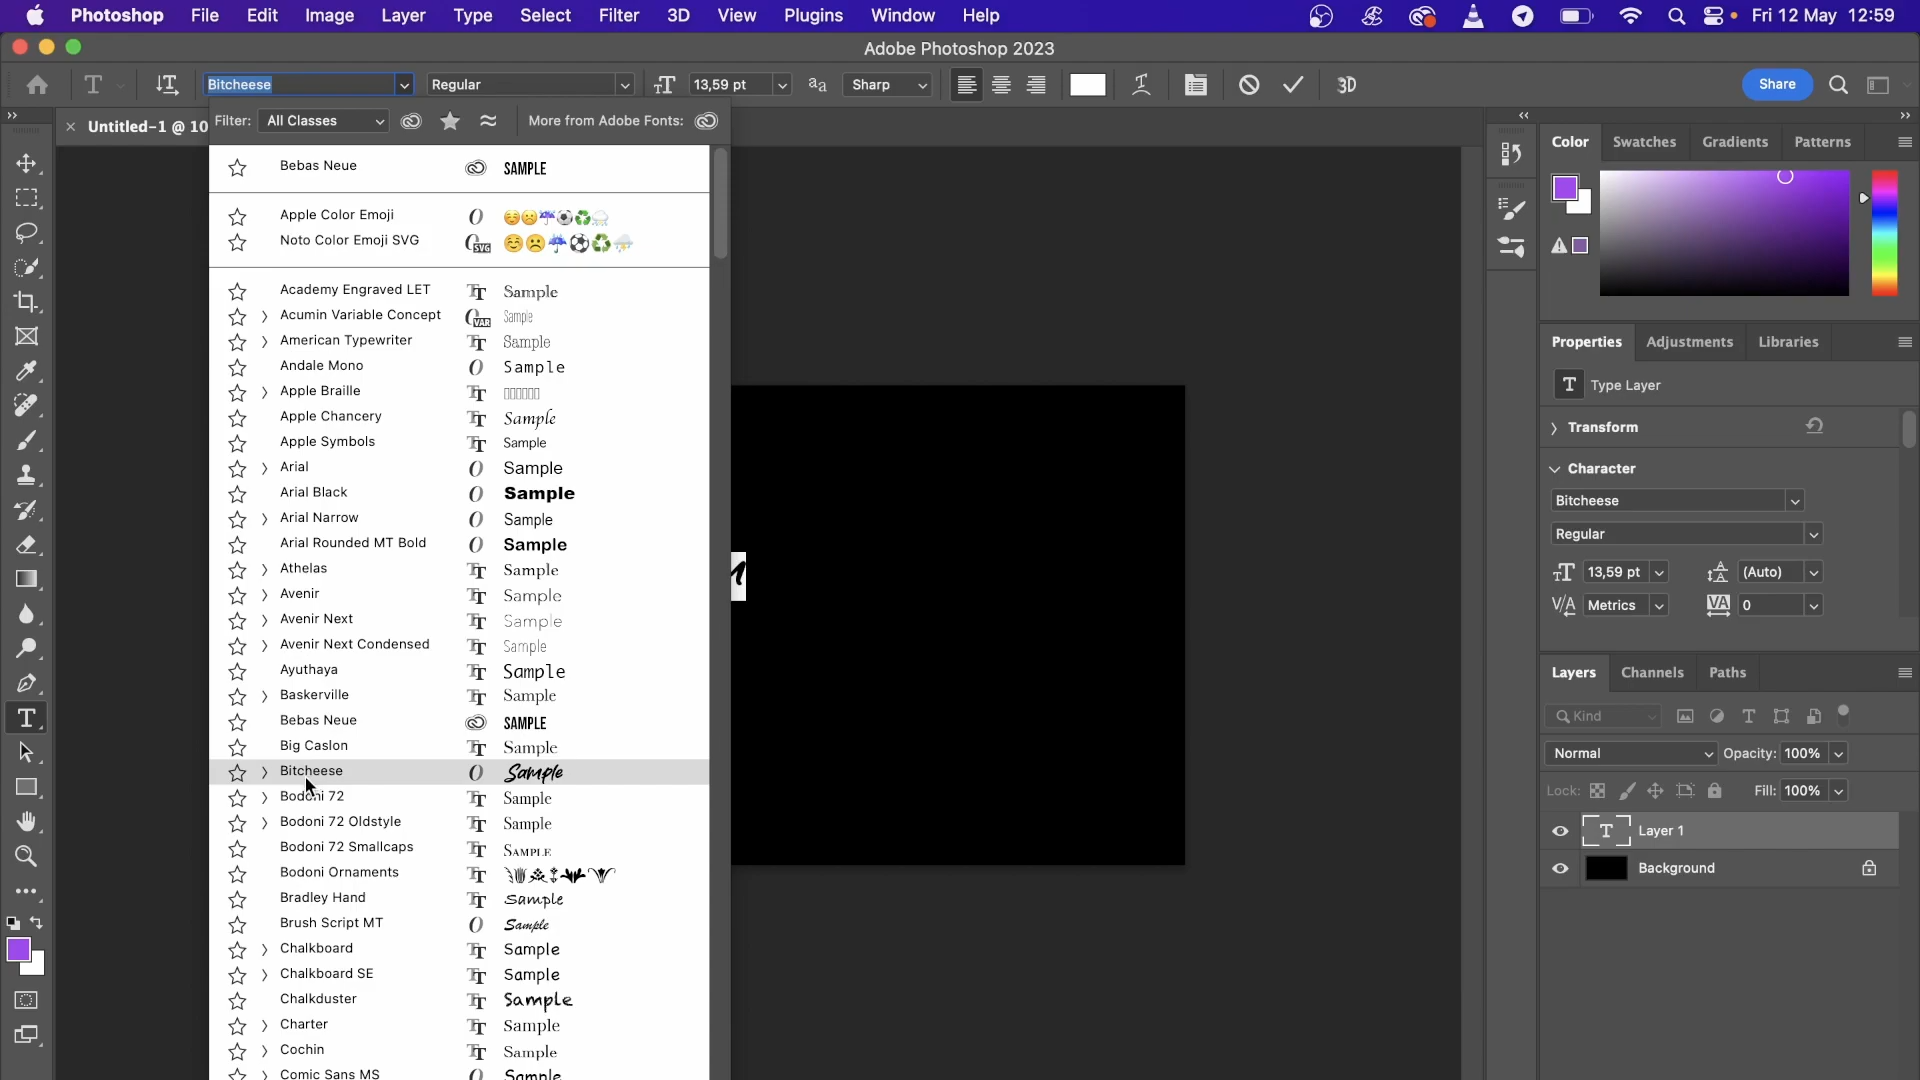 Photoshop File Edit Image Layer Type Select Filter 3D View Plugins Window Help Fri 12 May 12:59
Adobe Photoshop 2023
Bitcheese Regular 13,59 pt aa Sharp 3D Share
Filter: All Classes More from Adobe Fonts:
Untitled-1 @ 10
Bebas Neue SAMPLE
Apple Color Emoji
Noto Color Emoji SVG
Academy Engraved LET Sample
Acumin Variable Concept Sample
American Typewriter Sample
Andale Mono Sample
Apple Braille
Apple Chancery Sample
Apple Symbols Sample
Arial Sample
Arial Black Sample
Arial Narrow Sample
Arial Rounded MT Bold Sample
Athelas Sample
Avenir Sample
Avenir Next Sample
Avenir Next Condensed Sample
Ayuthaya Sample
Baskerville Sample
Bebas Neue SAMPLE
Big Caslon Sample
Bitcheese Sample
Bodoni 72 Sample
Bodoni 72 Oldstyle Sample
Bodoni 72 Smallcaps SAMPLE
Bodoni Ornaments
Bradley Hand Sample
Brush Script MT Sample
Chalkboard Sample
Chalkboard SE Sample
Chalkduster Sample
Charter Sample
Cochin Sample
Comic Sans MS Sample
Color Swatches Gradients Patterns
Properties Adjustments Libraries
T Type Layer
Transform
Character
Bitcheese
Regular
13,59 pt (Auto)
V/A Metrics VA 0
Layers Channels Paths
Kind
Normal Opacity: 100%
Lock: Fill: 100%
T Layer 1
Background